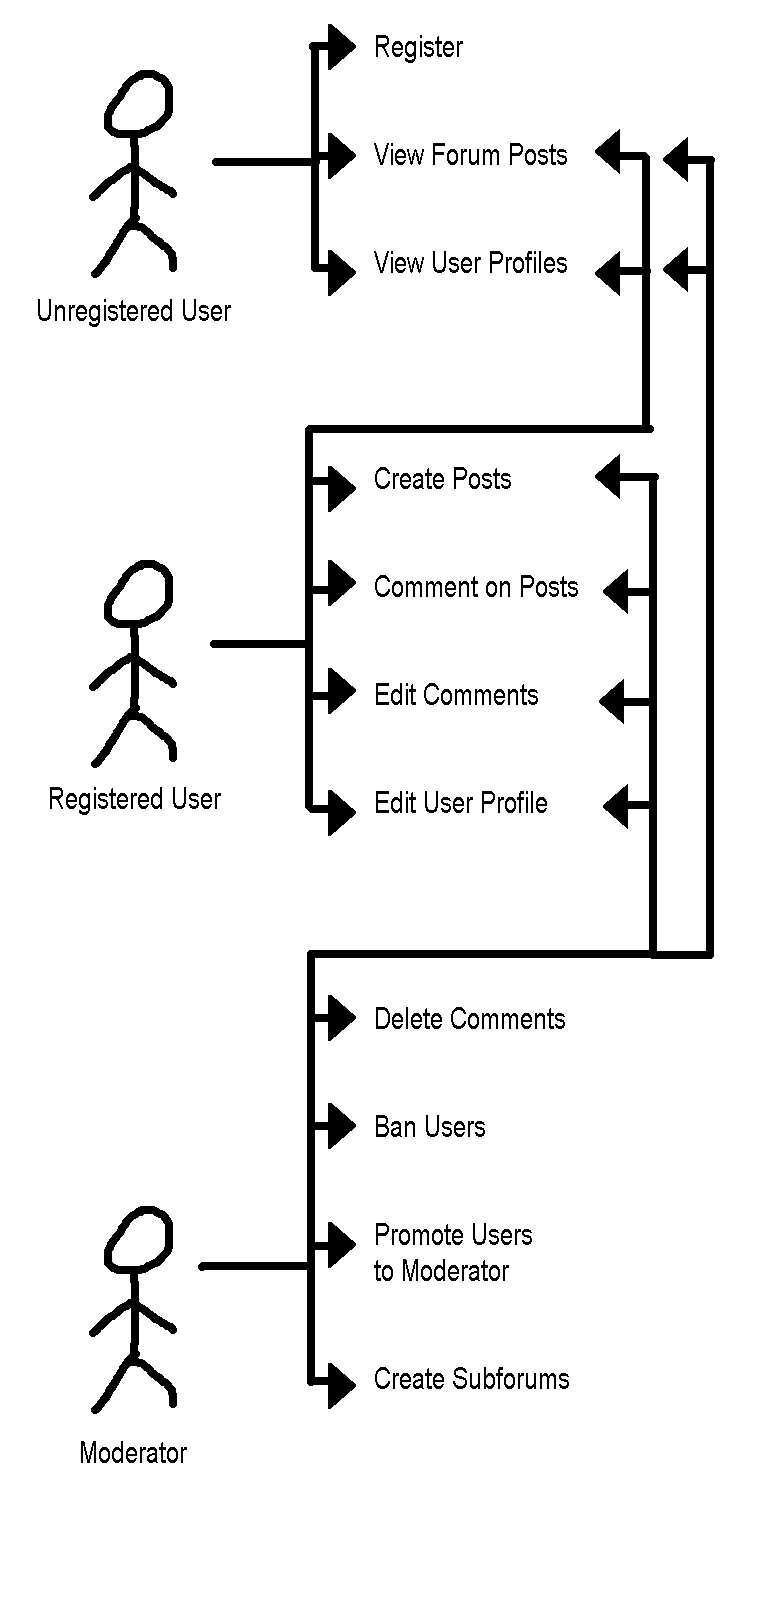 Register
View Forum Posts
View User Profiles
Unregistered User
Create Posts
Comment on Posts
Edit Comments
Edit User Profile
Registered User
Delete Comments
Ban Users
Promote Users
to Moderator
Create Subforums
Moderator